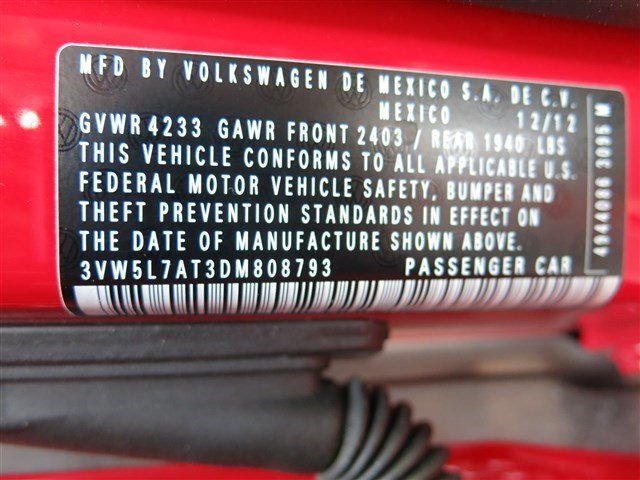 MFD BY VOLKSWAGEN DE MEXICO S.A. DE C.V.
MEXICO 12/12
GVWR 4233 GAWR FRONT 2403 / REAR 1940 LBS
THIS VEHICLE CONFORMS TO ALL APPLICABLE U.S.
FEDERAL MOTOR VEHICLE SAFETY, BUMPER AND
THEFT PREVENTION STANDARDS IN EFFECT ON
THE DATE OF MANUFACTURE SHOWN ABOVE.
3VW5L7AT3DM808793 PASSENGER CAR
M